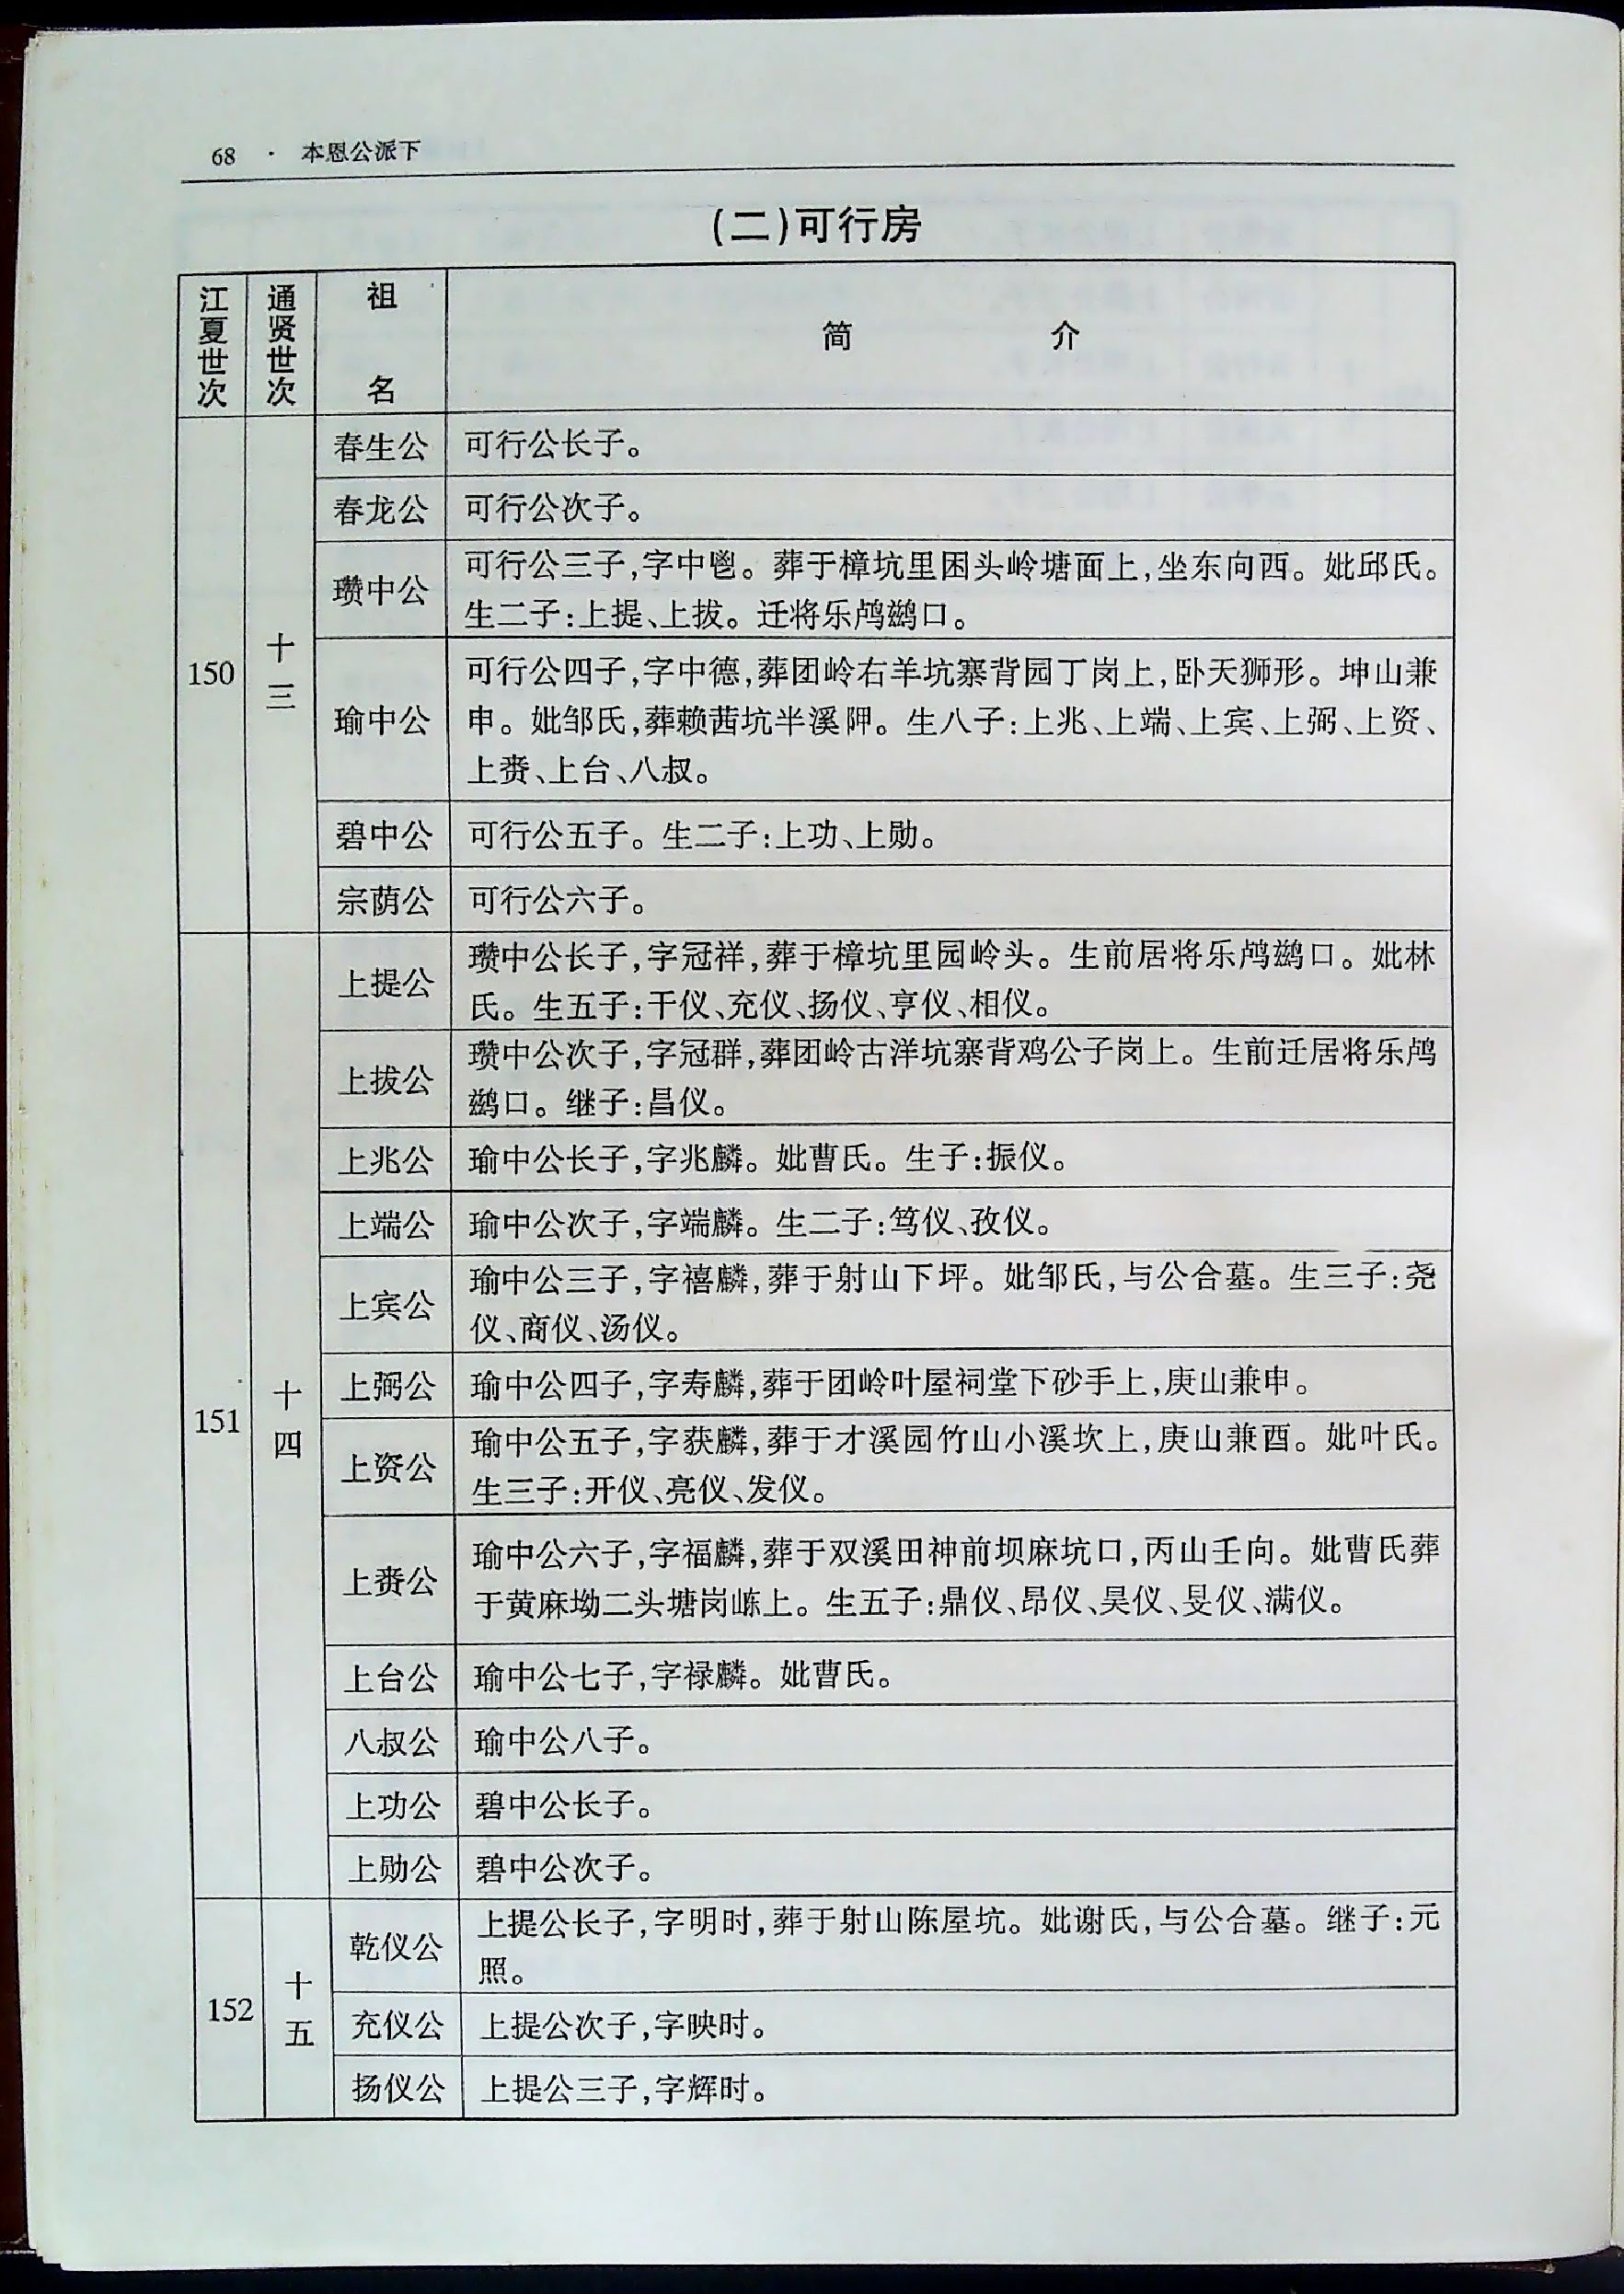 68 · 本恩公派下
(二)可行房
江夏世次 通贤世次 祖名 简介
150 十三
春生公 可行公长子。
春龙公 可行公次子。
瓒中公 可行公三子,字中鬯。葬于樟坑里困头岭塘面上,坐东向西。妣邱氏。
生二子:上提、上拔。迁将乐鸬鹚口。
瑜中公 可行公四子,字中德,葬团岭右羊坑寨背园丁岗上,卧天狮形。坤山兼
申。妣邹氏,葬赖茜坑半溪岬。生八子:上兆、上端、上宾、上弼、上资、
上赉、上台、八叔。
碧中公 可行公五子。生二子:上功、上勋。
宗荫公 可行公六子。
151 十四
上提公 瓒中公长子,字冠祥,葬于樟坑里园岭头。生前居将乐鸬鹚口。妣林
氏。生五子:干仪、充仪、扬仪、亨仪、相仪。
上拔公 瓒中公次子,字冠群,葬团岭古洋坑寨背鸡公子岗上。生前迁居将乐鸬
鹚口。继子:昌仪。
上兆公 瑜中公长子,字兆麟。妣曹氏。生子:振仪。
上端公 瑜中公次子,字端麟。生二子:笃仪、孜仪。
上宾公 瑜中公三子,字禧麟,葬于射山下坪。妣邹氏,与公合墓。生三子:尧
仪、商仪、汤仪。
上弼公 瑜中公四子,字寿麟,葬于团岭叶屋祠堂下砂手上,庚山兼申。
上资公 瑜中公五子,字获麟,葬于才溪园竹山小溪坎上,庚山兼酉。妣叶氏。
生三子:开仪、亮仪、发仪。
上赉公 瑜中公六子,字福麟,葬于双溪田神前坝麻坑口,丙山壬向。妣曹氏葬
于黄麻坳二头塘岗崠上。生五子:鼎仪、昂仪、昊仪、旻仪、满仪。
上台公 瑜中公七子,字禄麟。妣曹氏。
八叔公 瑜中公八子。
上功公 碧中公长子。
上勋公 碧中公次子。
152 十五
乾仪公 上提公长子,字明时,葬于射山陈屋坑。妣谢氏,与公合墓。继子:元
照。
充仪公 上提公次子,字映时。
扬仪公 上提公三子,字辉时。